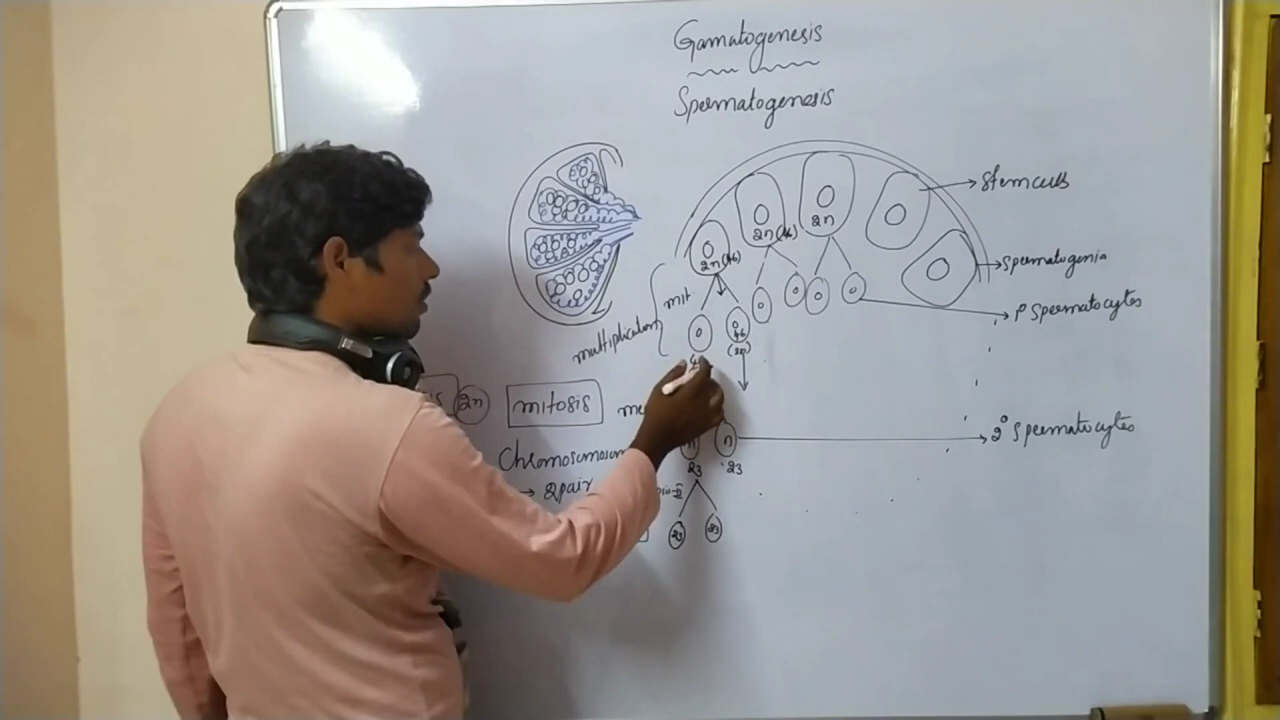 Gamatogenesis
Spermatogenesis
stemcells
2n
2n(46)
2n(46)
spermatogenia
mit.
1° spermatocytes
multiplication
46
(2n)
2n
mitosis
n
n
2° spermatocytes
23
23
→ 2pair
23
23